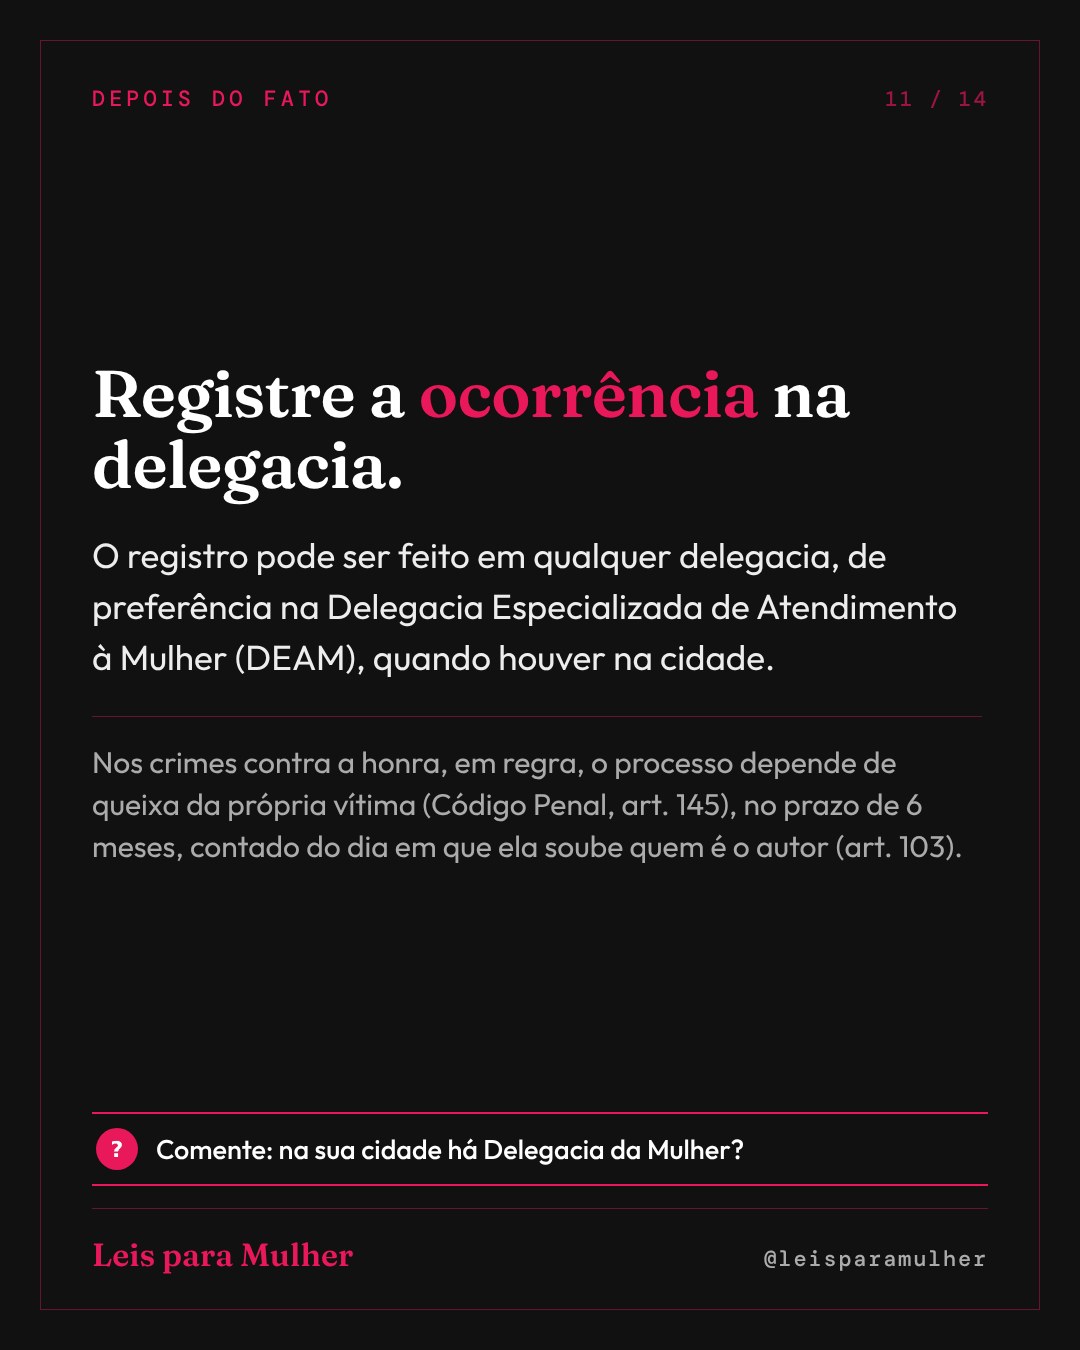 DEPOIS DO FATO
11 / 14
Registre a ocorrência na
delegacia.
O registro pode ser feito em qualquer delegacia, de
preferência na Delegacia Especializada de Atendimento
à Mulher (DEAM), quando houver na cidade.
Nos crimes contra a honra, em regra, o processo depende de
queixa da própria vítima (Código Penal, art. 145), no prazo de 6
meses, contado do dia em que ela soube quem é o autor (art. 103).
? Comente: na sua cidade há Delegacia da Mulher?
Leis para Mulher
@leisparamulher